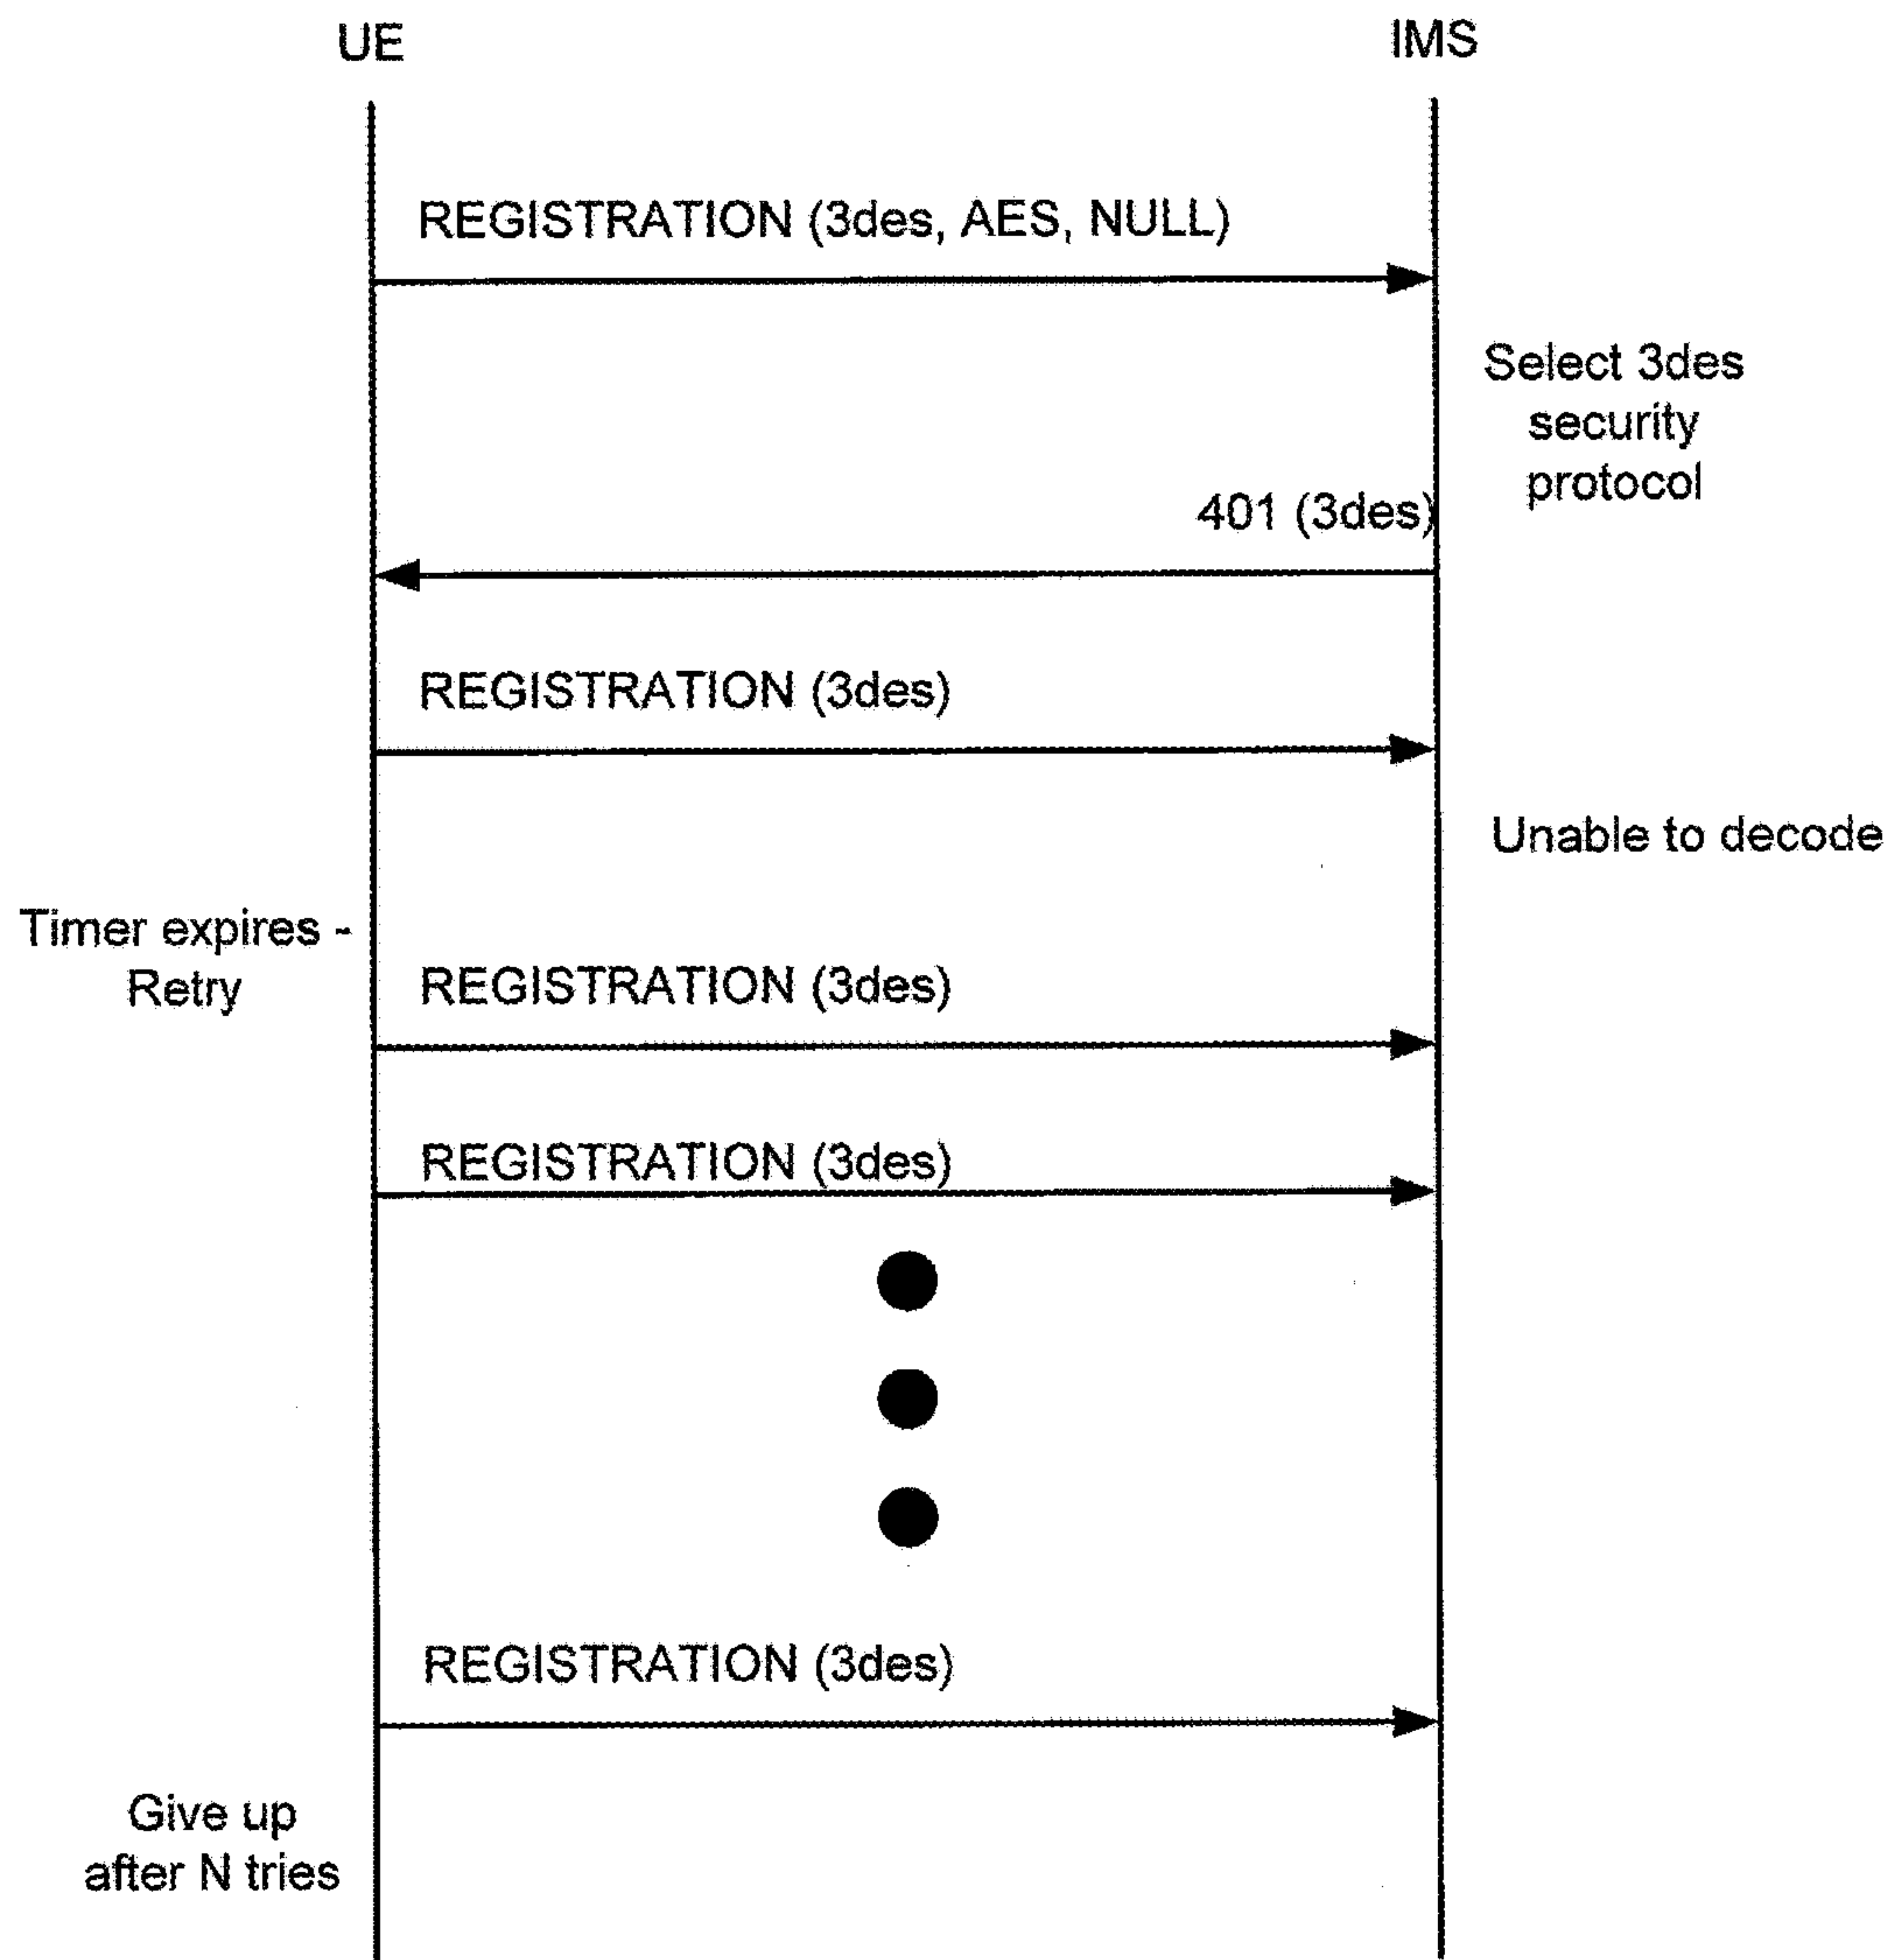 UE
IMS
REGISTRATION (3des, AES, NULL)
Select 3des
security
protocol
401 (3des)
REGISTRATION (3des)
Unable to decode
Timer expires -
Retry
REGISTRATION (3des)
REGISTRATION (3des)
REGISTRATION (3des)
Give up
after N tries